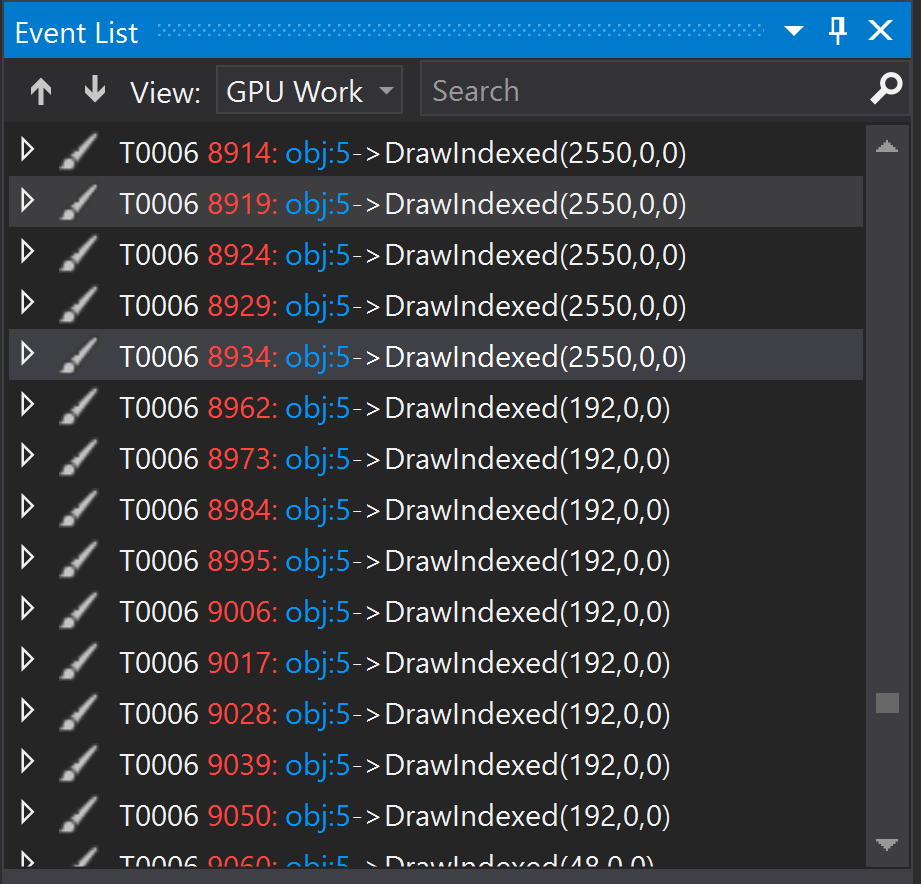 Event List
View: GPU Work Search
T0006 8914: obj:5->DrawIndexed(2550,0,0)
T0006 8919: obj:5->DrawIndexed(2550,0,0)
T0006 8924: obj:5->DrawIndexed(2550,0,0)
T0006 8929: obj:5->DrawIndexed(2550,0,0)
T0006 8934: obj:5->DrawIndexed(2550,0,0)
T0006 8962: obj:5->DrawIndexed(192,0,0)
T0006 8973: obj:5->DrawIndexed(192,0,0)
T0006 8984: obj:5->DrawIndexed(192,0,0)
T0006 8995: obj:5->DrawIndexed(192,0,0)
T0006 9006: obj:5->DrawIndexed(192,0,0)
T0006 9017: obj:5->DrawIndexed(192,0,0)
T0006 9028: obj:5->DrawIndexed(192,0,0)
T0006 9039: obj:5->DrawIndexed(192,0,0)
T0006 9050: obj:5->DrawIndexed(192,0,0)
T0006 9060: obj:5->DrawIndexed(48,0,0)